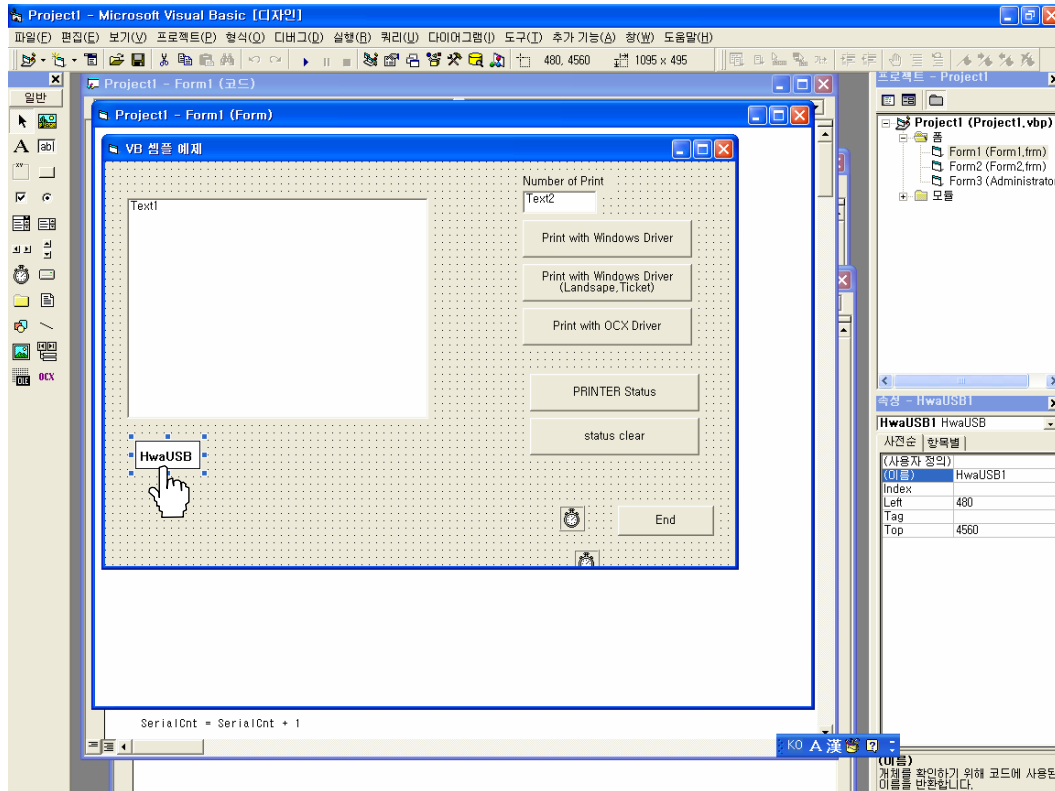 Project1 - Microsoft Visual Basic [디자인]
파일(F) 편집(E) 보기(V) 프로젝트(P) 형식(O) 디버그(D) 실행(R) 쿼리(U) 다이어그램(I) 도구(T) 추가 기능(A) 창(W) 도움말(H)
480, 4560 1095 x 495
일반
A ab
OLE OCX
Project1 - Form1 (코드)
Project1 - Form1 (Form)
VB 샘플 예제
Text1
Number of Print
Text2
Print with Windows Driver
Print with Windows Driver
(Landsape,Ticket)
Print with OCX Driver
PRINTER Status
status clear
HwaUSB
End
SerialCnt = SerialCnt + 1
KO A 漢
프로젝트 - Project1
Project1 (Project1.vbp)
폼
Form1 (Form1.frm)
Form2 (Form2.frm)
Form3 (Administrato
모듈
속성 - HwaUSB1
HwaUSB1 HwaUSB
사전순 항목별
(사용자 정의)
(이름) HwaUSB1
Index
Left 480
Tag
Top 4560
(이름)
개체를 확인하기 위해 코드에 사용된
이름을 반환합니다.